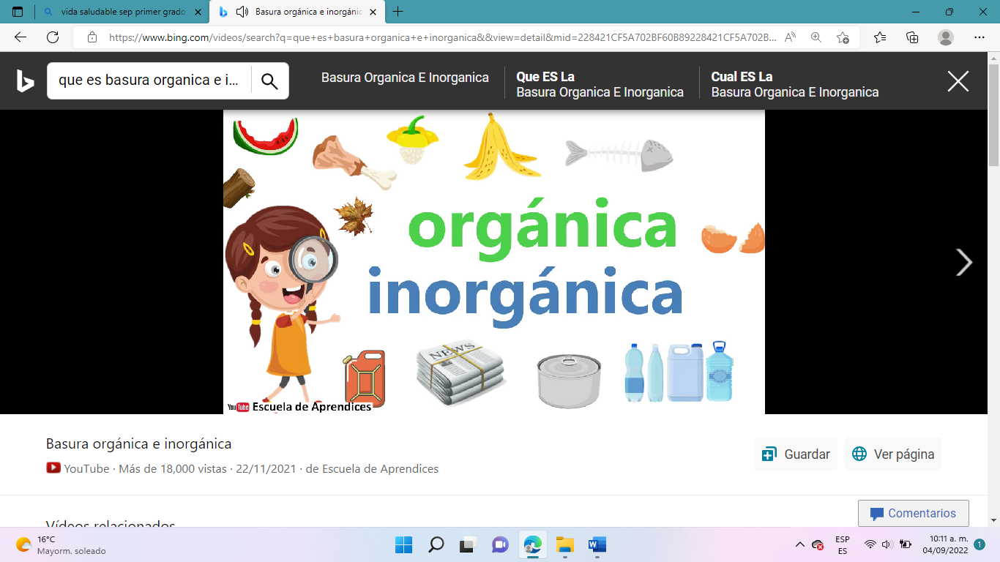 vida saludable sep primer grado
Basura orgánica e inorgánic
https://www.bing.com/videos/search?q=que+es+basura+organica+e+inorganica&&view=detail&mid=228421CF5A702BF60B89228421CF5A702B...
que es basura organica e i...
Basura Organica E Inorganica
Que ES La
Basura Organica E Inorganica
Cual ES La
Basura Organica E Inorganica
orgánica
inorgánica
NEWS
YouTube Escuela de Aprendices
Basura orgánica e inorgánica
YouTube · Más de 18,000 vistas · 22/11/2021 · de Escuela de Aprendices
Guardar
Ver página
Vídeos relacionados
Comentarios
16°C
Mayorm. soleado
ESP
ES
10:11 a. m.
04/09/2022
1